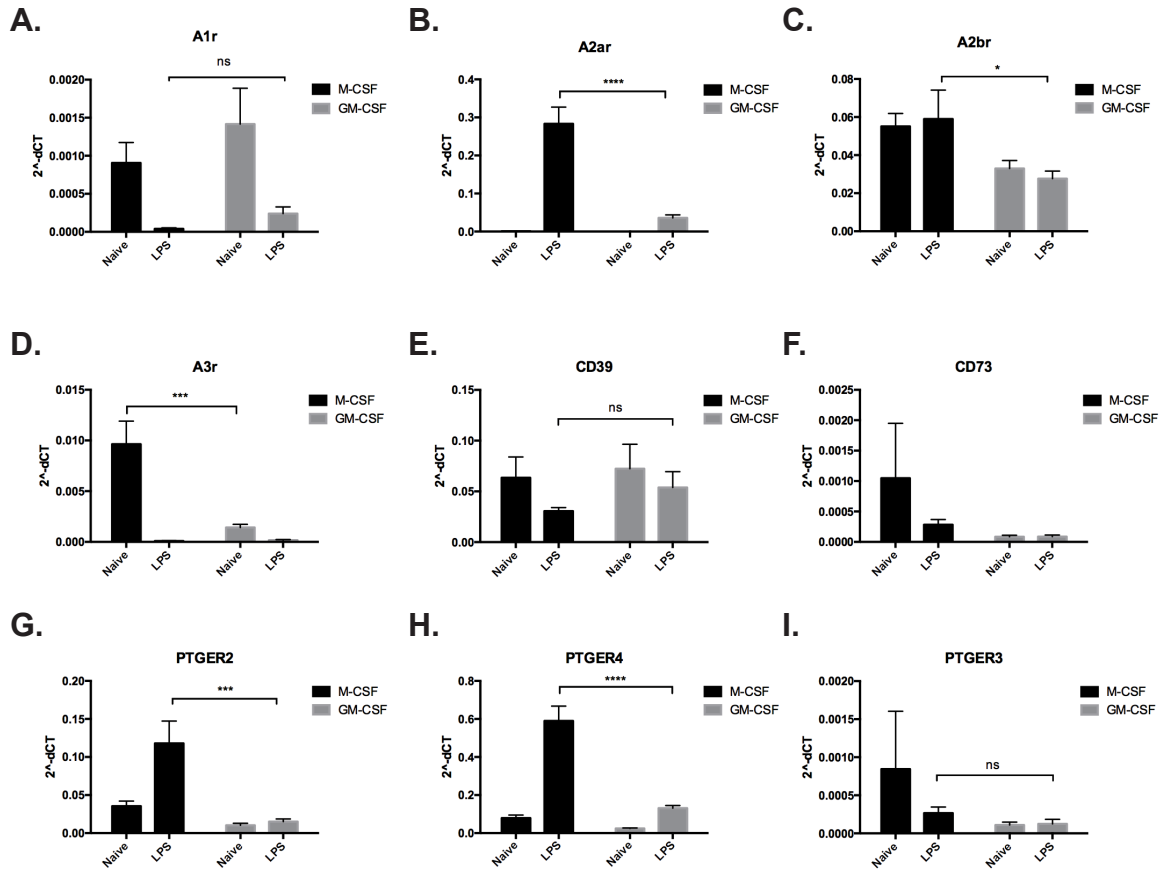 A.
A1r
ns
0.0020
0.0015
0.0010
0.0005
0.0000
2^-dCT
Naive
LPS
Naive
LPS
M-CSF
GM-CSF
B.
A2ar
****
0.4
0.3
0.2
0.1
0.0
2^-dCT
Naive
LPS
Naive
LPS
M-CSF
GM-CSF
C.
A2br
*
0.08
0.06
0.04
0.02
0.00
2^-dCT
Naive
LPS
Naive
LPS
M-CSF
GM-CSF
D.
A3r
***
0.015
0.010
0.005
0.000
2^-dCT
Naive
LPS
Naive
LPS
M-CSF
GM-CSF
E.
CD39
ns
0.15
0.10
0.05
0.00
2^-dCT
Naive
LPS
Naive
LPS
M-CSF
GM-CSF
F.
CD73
0.0025
0.0020
0.0015
0.0010
0.0005
0.0000
2^-dCT
Naive
LPS
Naive
LPS
M-CSF
GM-CSF
G.
PTGER2
***
0.20
0.15
0.10
0.05
0.00
2^-dCT
Naive
LPS
Naive
LPS
M-CSF
GM-CSF
H.
PTGER4
****
0.8
0.6
0.4
0.2
0.0
2^-dCT
Naive
LPS
Naive
LPS
M-CSF
GM-CSF
I.
PTGER3
ns
0.0020
0.0015
0.0010
0.0005
0.0000
2^-dCT
Naive
LPS
Naive
LPS
M-CSF
GM-CSF